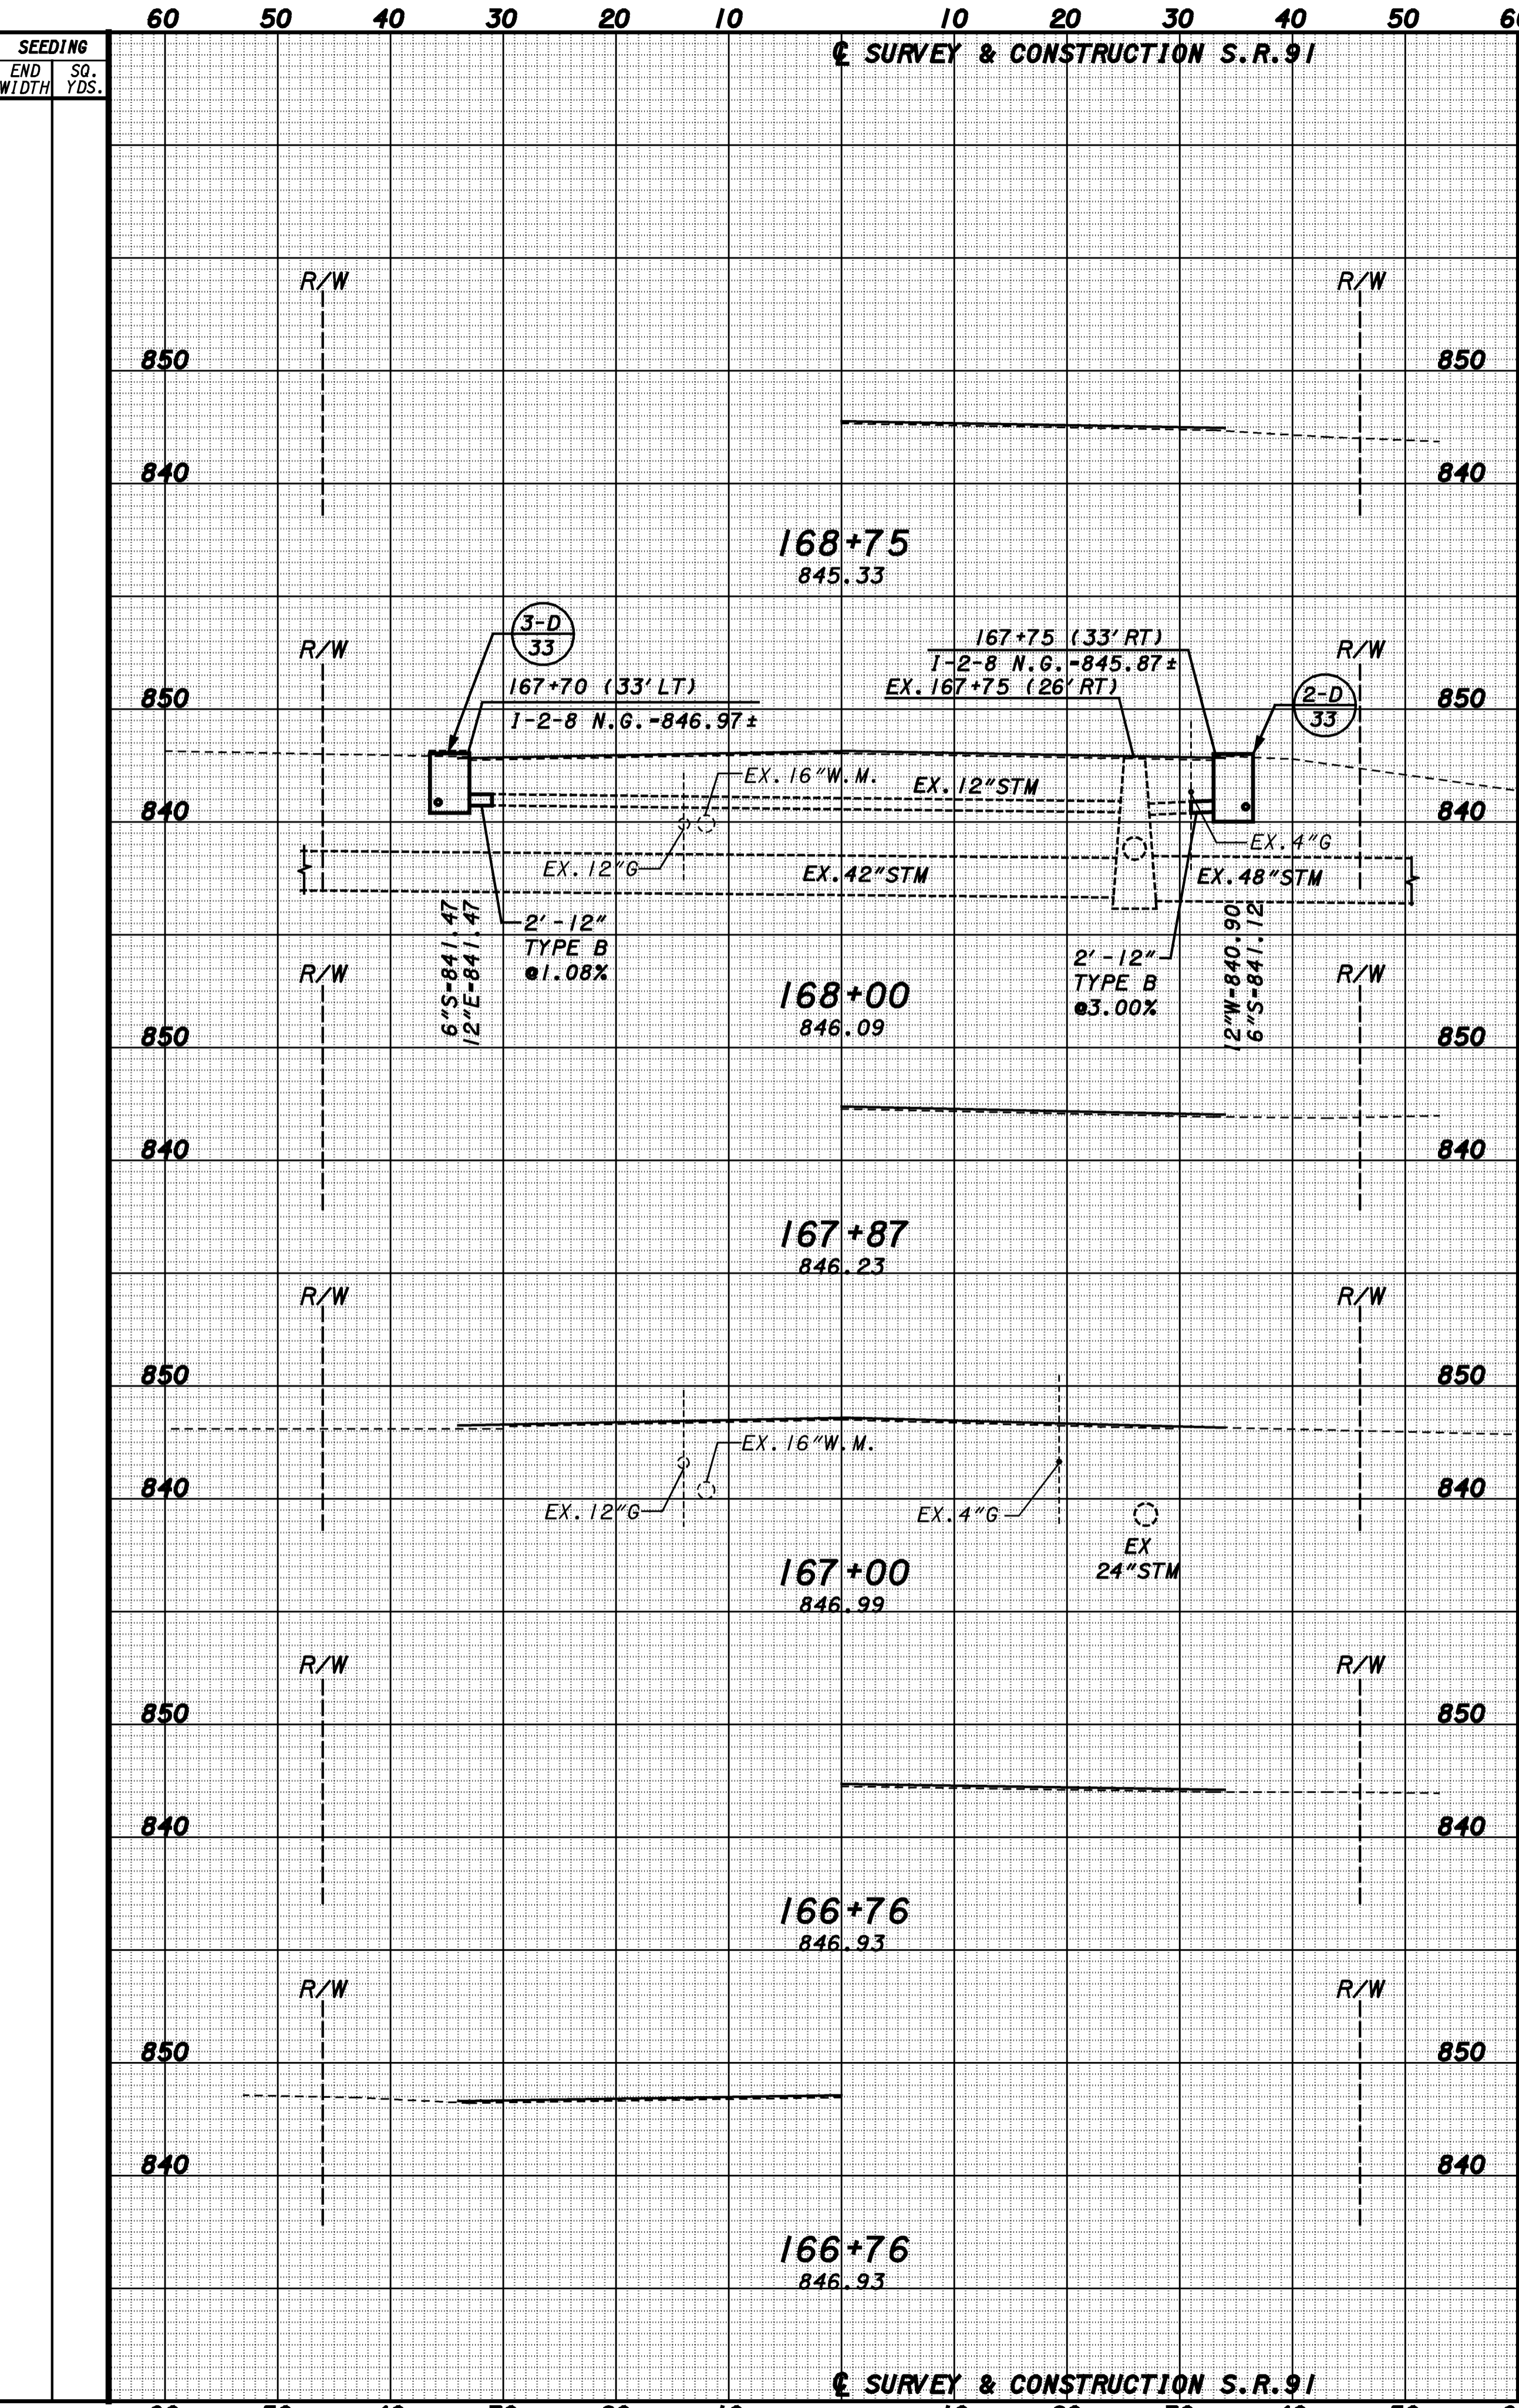 60 50 40 30 20 10 10 20 30 40 50
SEEDING
END WIDTH
SQ. YDS.
℄ SURVEY & CONSTRUCTION S.R.91
R/W R/W
850 850
840 840
168+75
845.33
3-D
33
R/W
167+75 (33' RT)
I-2-8 N.G.=845.87±
R/W
167+70 (33' LT)
EX.167+75 (26' RT)
2-D
33
850 850
I-2-8 N.G.=846.97±
EX.16"W.M.
EX.12"STM
840 840
EX.12"G
EX.4"G
EX.42"STM
EX.48"STM
6"S=841.47
12"E=841.47
2'-12"
TYPE B
@1.08%
2'-12"
TYPE B
@3.00%
12"W=840.90
6"S=841.12
R/W R/W
168+00
846.09
850 850
840 840
167+87
846.23
R/W R/W
850 850
EX.16"W.M.
840 840
EX.12"G
EX.4"G
EX
24"STM
167+00
846.99
R/W R/W
850 850
840 840
166+76
846.93
R/W R/W
850 850
840 840
166+76
846.93
℄ SURVEY & CONSTRUCTION S.R.91